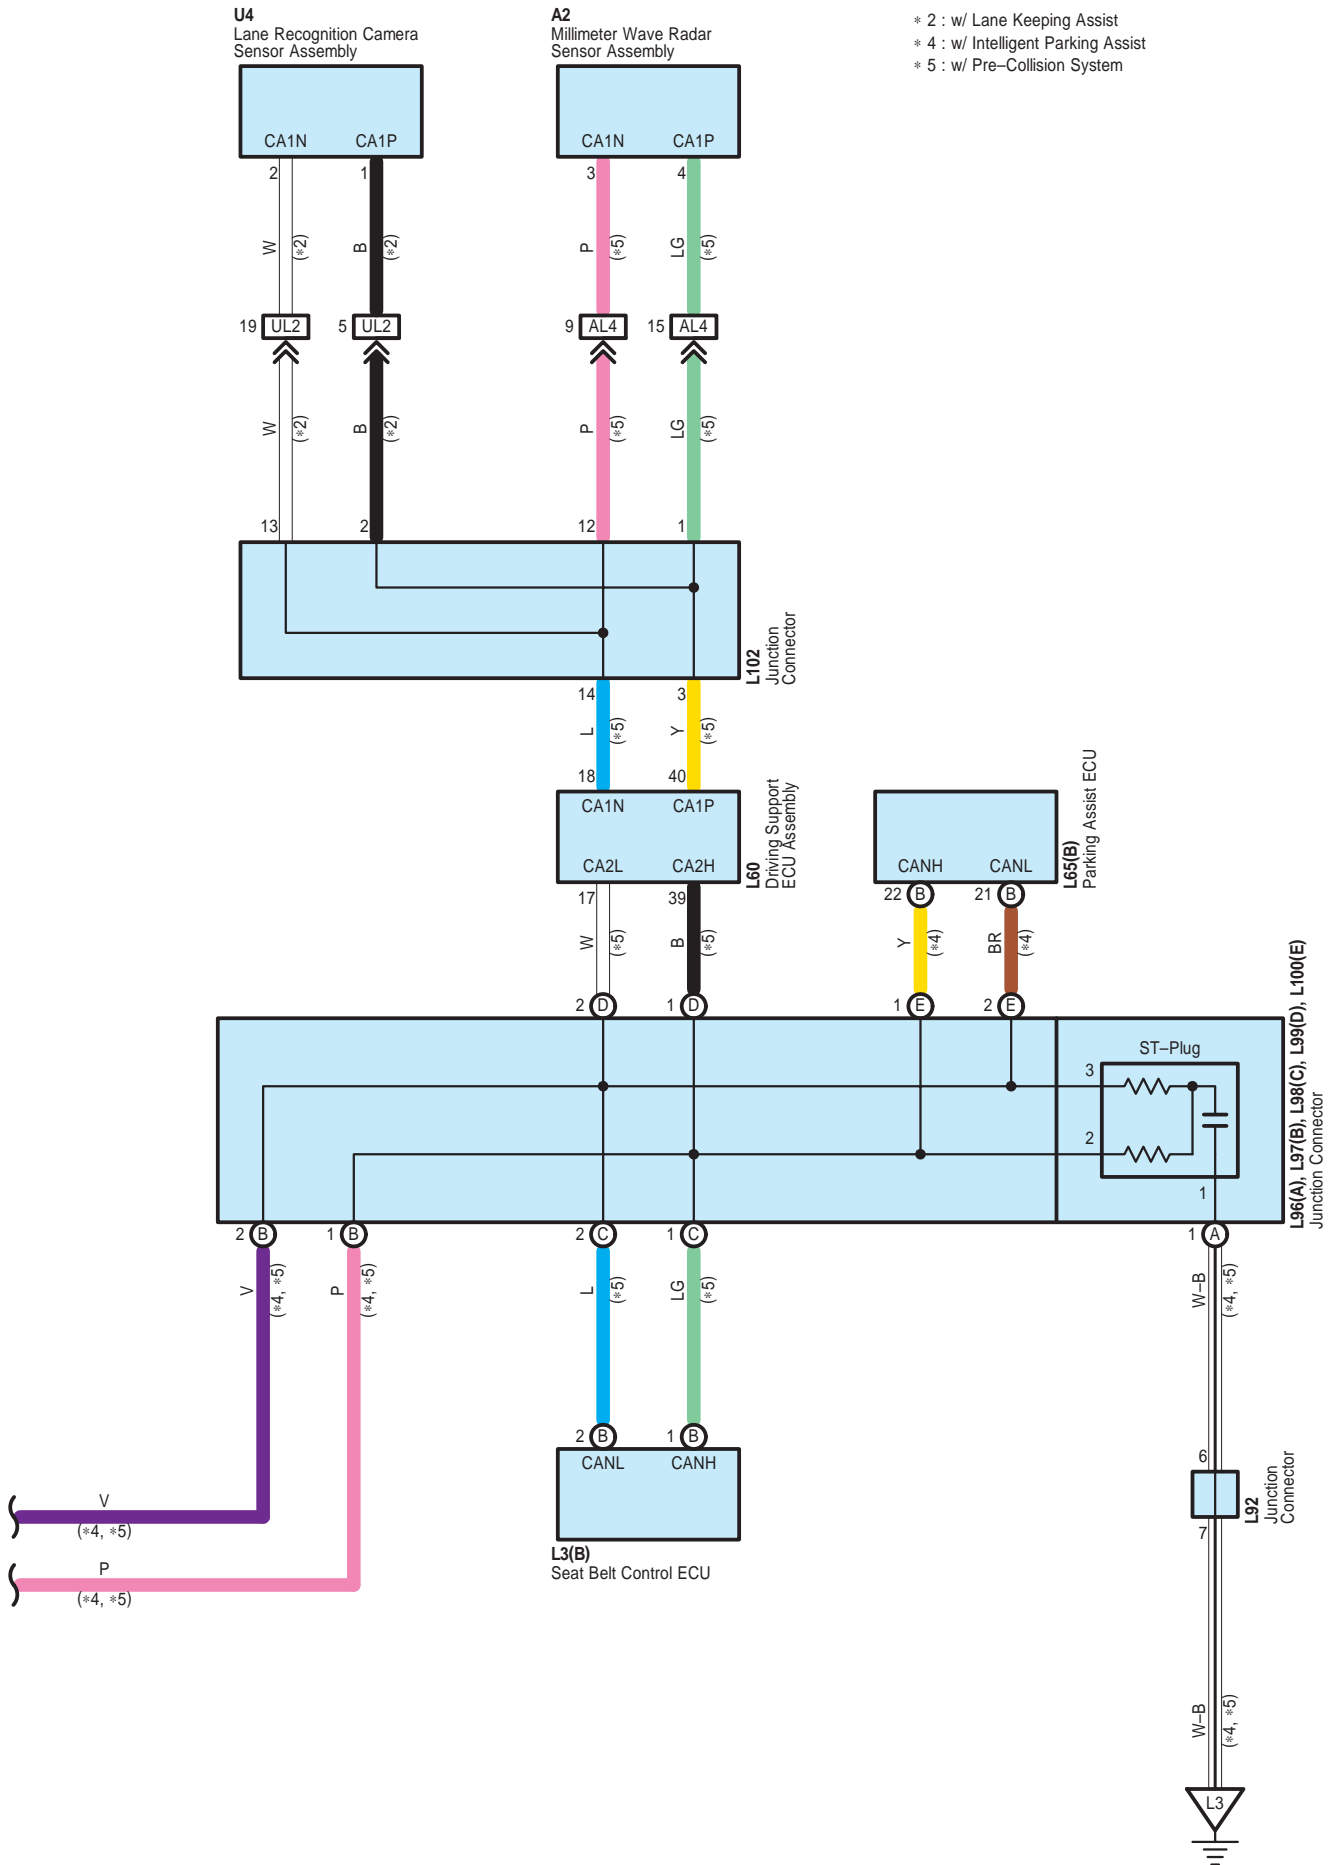 U4
Lane Recognition Camera
Sensor Assembly
A2
Millimeter Wave Radar
Sensor Assembly
∗ 2 : w/ Lane Keeping Assist
∗ 4 : w/ Intelligent Parking Assist
∗ 5 : w/ Pre–Collision System
CA1N CA1P CA1N CA1P
2 1 3 4
W (∗2) B (∗2) P (∗5) LG (∗5)
19 UL2 5 UL2 9 AL4 15 AL4
W (∗2) B (∗2) P (∗5) LG (∗5)
13 2 12 1
L102
Junction
Connector
14 3
L (∗5) Y (∗5)
18 40
CA1N CA1P
CA2L CA2H
L60
Driving Support
ECU Assembly
CANH CANL
L65(B)
Parking Assist ECU
17 39 22 B 21 B
W (∗5) B (∗5) Y (∗4) BR (∗4)
2 D 1 D 1 E 2 E
ST–Plug
3
2
1
L96(A), L97(B), L98(C), L99(D), L100(E)
Junction Connector
2 B 1 B 2 C 1 C 1 A
V (∗4, ∗5) P (∗4, ∗5) L (∗5) LG (∗5) W–B (∗4, ∗5)
2 B 1 B
CANL CANH
L3(B)
Seat Belt Control ECU
6
7
L92
Junction
Connector
V
(∗4, ∗5)
P
(∗4, ∗5)
W–B (∗4, ∗5)
L3